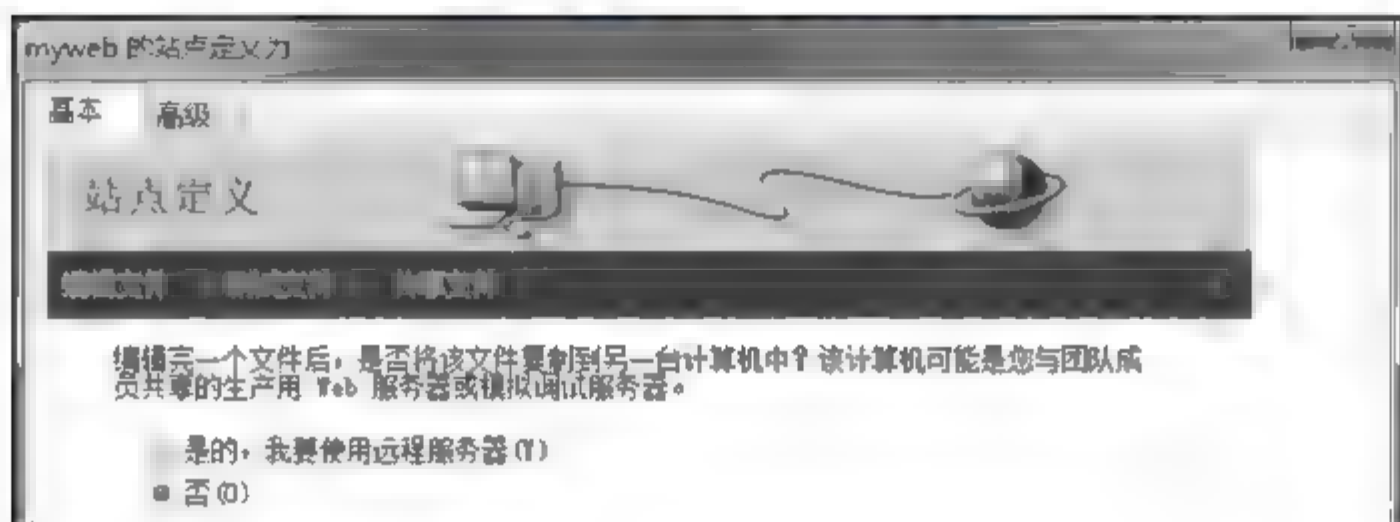 myweb 的站点定义为
基本 高级
站点定义
编辑完一个文件后，是否将该文件复制到另一台计算机中？该计算机可能是您与团队成
员共享的生产用 Web 服务器或模拟调试服务器。
是的，我要使用远程服务器(Y)
否(O)